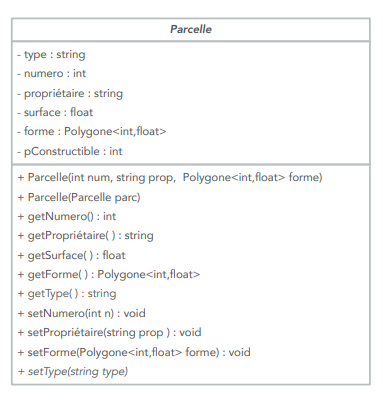 Parcelle
- type : string
- numero : int
- propriétaire : string
- surface : float
- forme : Polygone<int,float>
- pConstructible : int
+ Parcelle(int num, string prop, Polygone<int,float> forme)
+ Parcelle(Parcelle parc)
+ getNumero() : int
+ getPropriétaire( ) : string
+ getSurface( ) : float
+ getForme( ) : Polygone<int,float>
+ getType( ) : string
+ setNumero(int n) : void
+ setPropriétaire(string prop ) : void
+ setForme(Polygone<int,float> forme) : void
+ setType(string type)